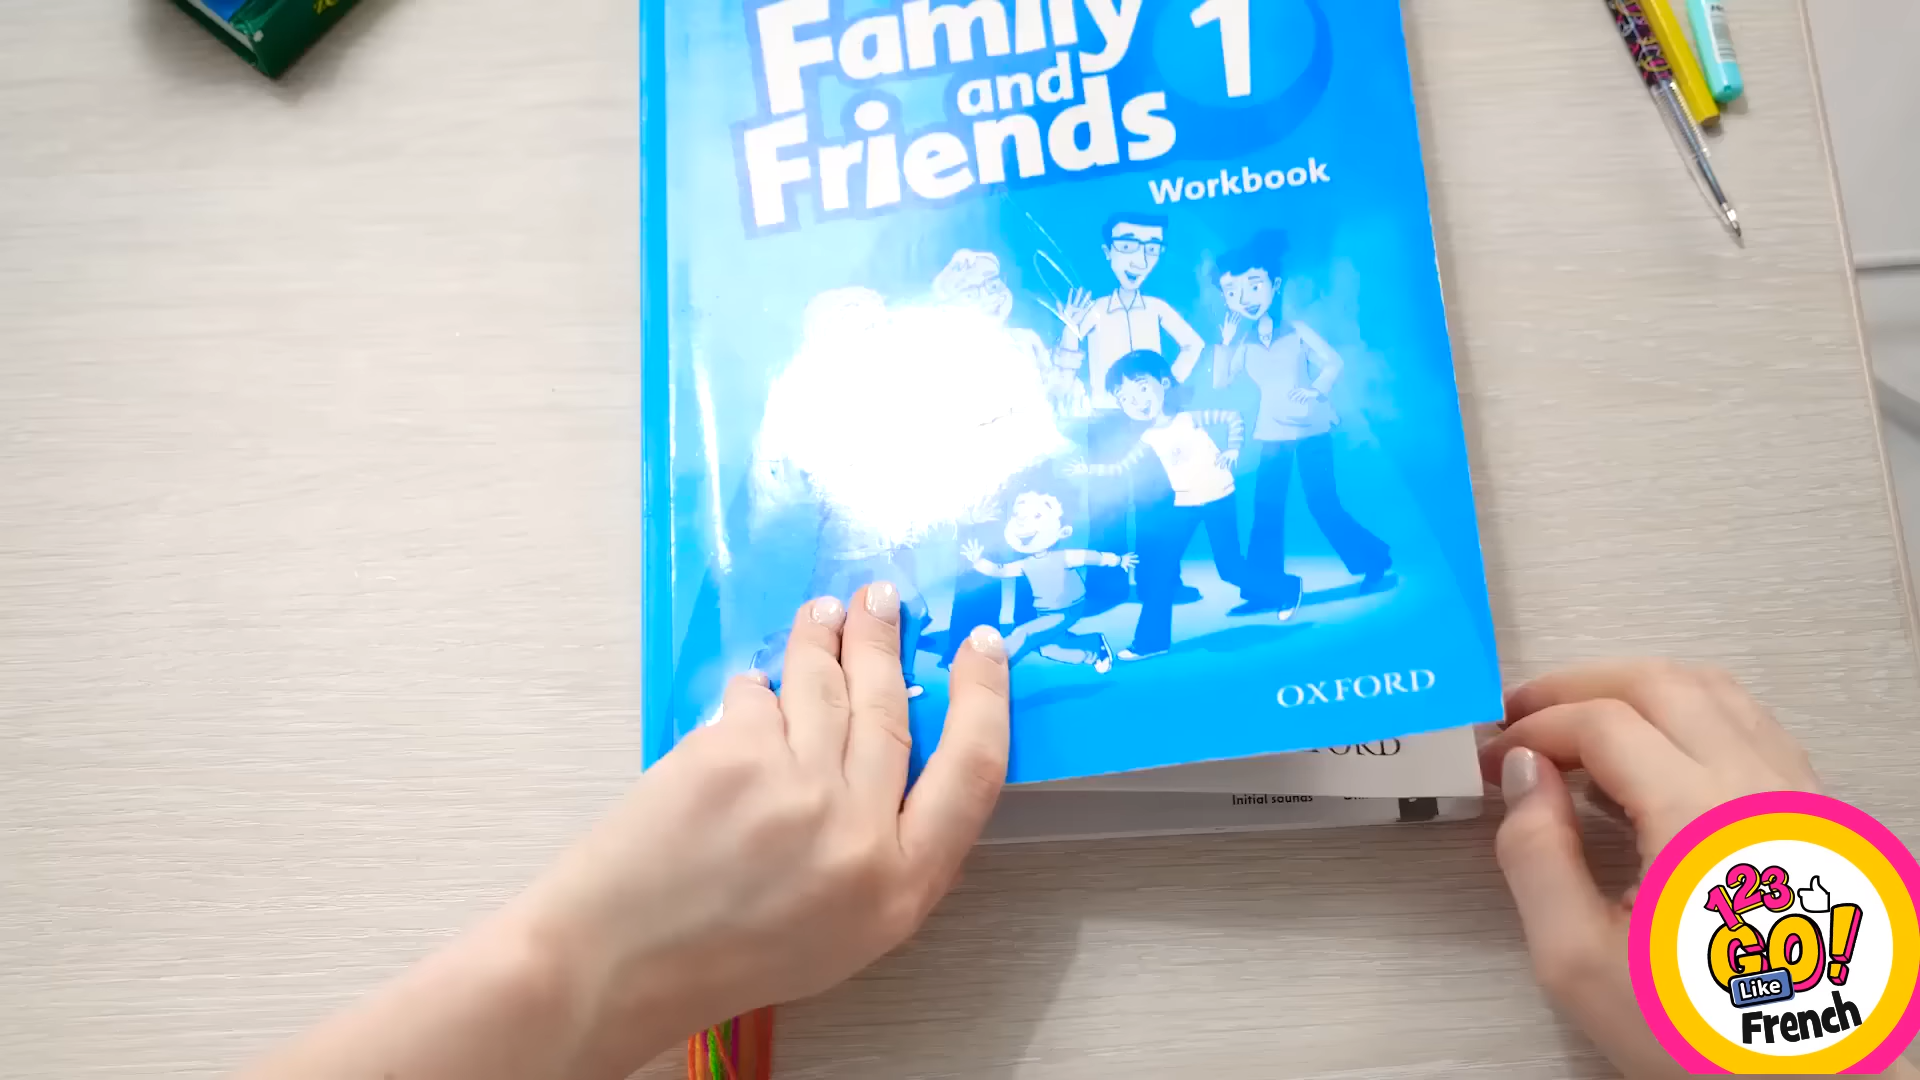 Family
and
Friends
1
Workbook
OXFORD
Initial sounds
123
GO!
Like
French